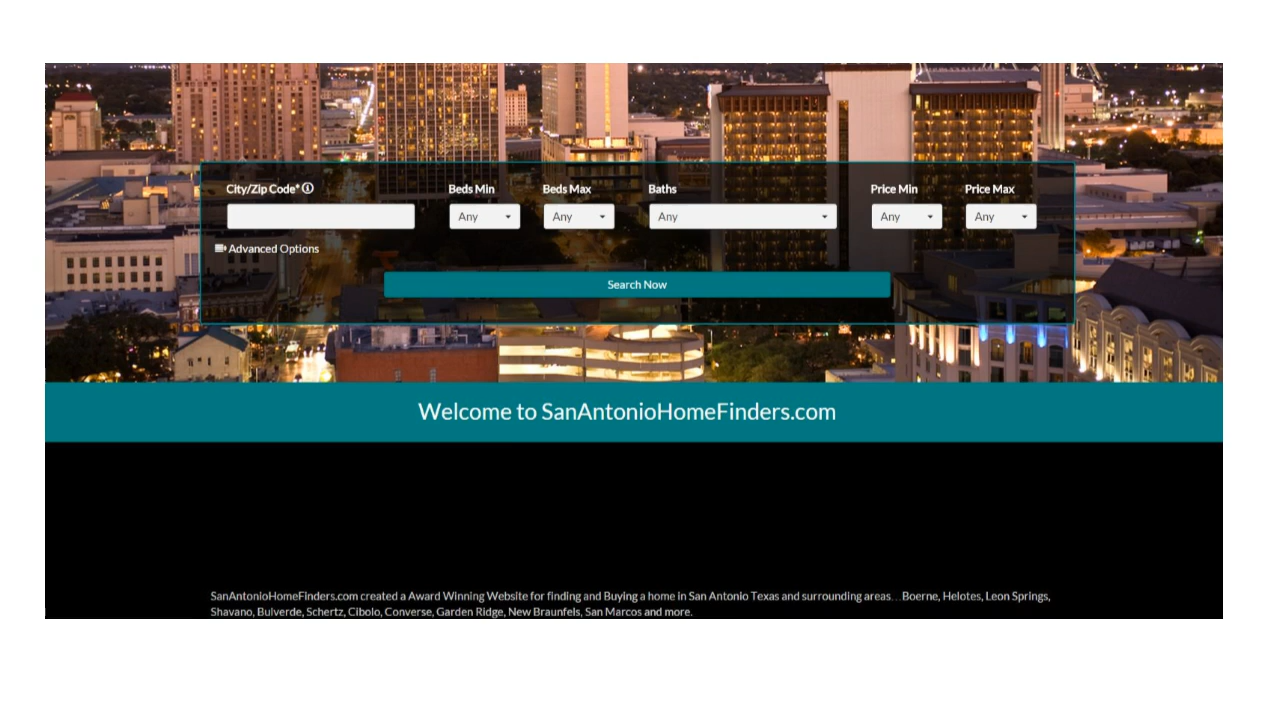 City/Zip Code* Beds Min Beds Max Baths Price Min Price Max
Any Any Any Any Any
Advanced Options
Search Now
Welcome to SanAntonioHomeFinders.com
SanAntonioHomeFinders.com created a Award Winning Website for finding and Buying a home in San Antonio Texas and surrounding areas…Boerne, Helotes, Leon Springs,
Shavano, Bulverde, Schertz, Cibolo, Converse, Garden Ridge, New Braunfels, San Marcos and more.